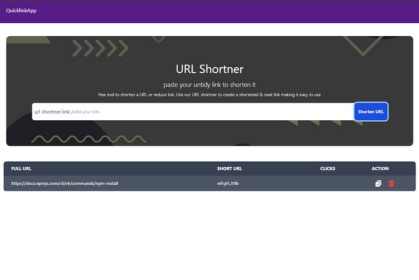 QuicklinkApp
URL Shortner
paste your untidy link to shorten it
free tool to shorten a URL or reduce link. Use our URL shortner to create a shortened & neat link making it easy to use
url shortner.link /paste your link Shorten URL
FULL URL SHORT URL CLICKS ACTION
https://docs.npmjs.com/cli/v6/commands/npm-install